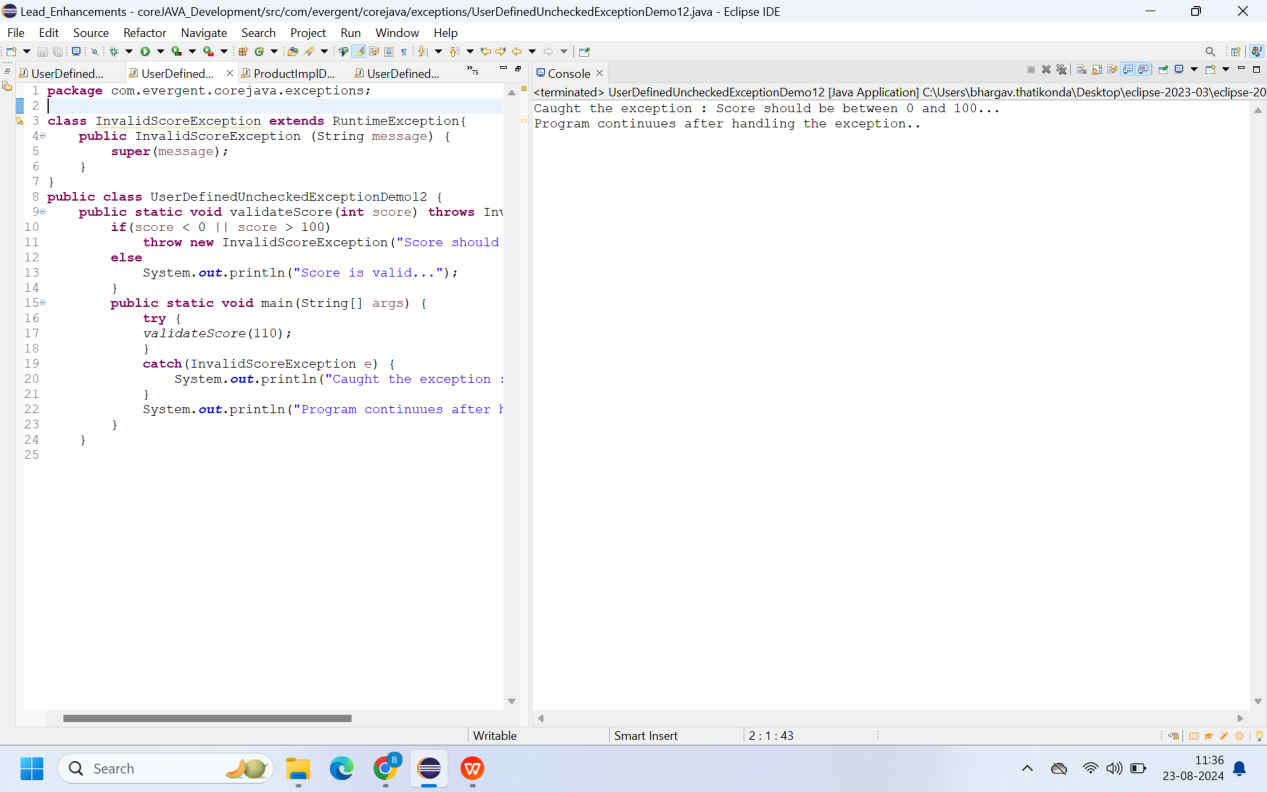 Lead_Enhancements - coreJAVA_Development/src/com/evergent/corejava/exceptions/UserDefinedUncheckedExceptionDemo12.java - Eclipse IDE
File Edit Source Refactor Navigate Search Project Run Window Help
UserDefined... UserDefined... ProductImplD... UserDefined... 75
1 package com.evergent.corejava.exceptions;
2
3 class InvalidScoreException extends RuntimeException{
4 public InvalidScoreException (String message) {
5 super(message);
6 }
7 }
8 public class UserDefinedUncheckedExceptionDemo12 {
9 public static void validateScore(int score) throws Inv
10 if(score < 0 || score > 100)
11 throw new InvalidScoreException("Score should
12 else
13 System.out.println("Score is valid...");
14 }
15 public static void main(String[] args) {
16 try {
17 validateScore(110);
18 }
19 catch(InvalidScoreException e) {
20 System.out.println("Caught the exception :
21 }
22 System.out.println("Program continuues after h
23 }
24 }
25
Console
<terminated> UserDefinedUncheckedExceptionDemo12 [Java Application] C:\Users\bhargav.thatikonda\Desktop\eclipse-2023-03\eclipse-20
Caught the exception : Score should be between 0 and 100...
Program continuues after handling the exception..
Writable Smart Insert 2 : 1 : 43
Search
B
W
11:36
23-08-2024